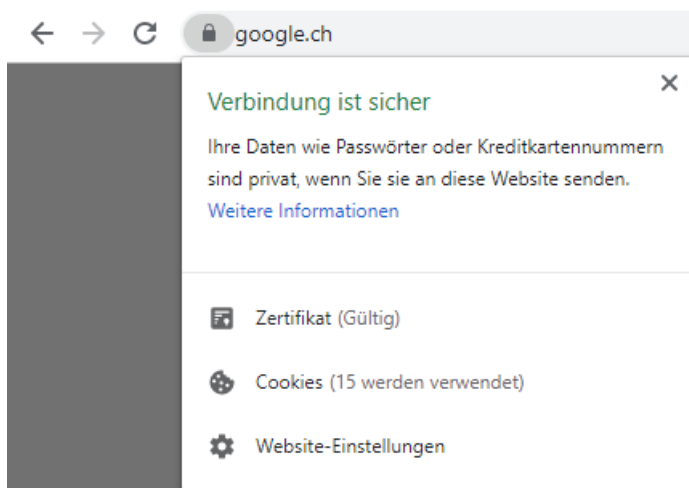 google.ch
Verbindung ist sicher
Ihre Daten wie Passwörter oder Kreditkartennummern
sind privat, wenn Sie sie an diese Website senden.
Weitere Informationen
Zertifikat (Gültig)
Cookies (15 werden verwendet)
Website-Einstellungen